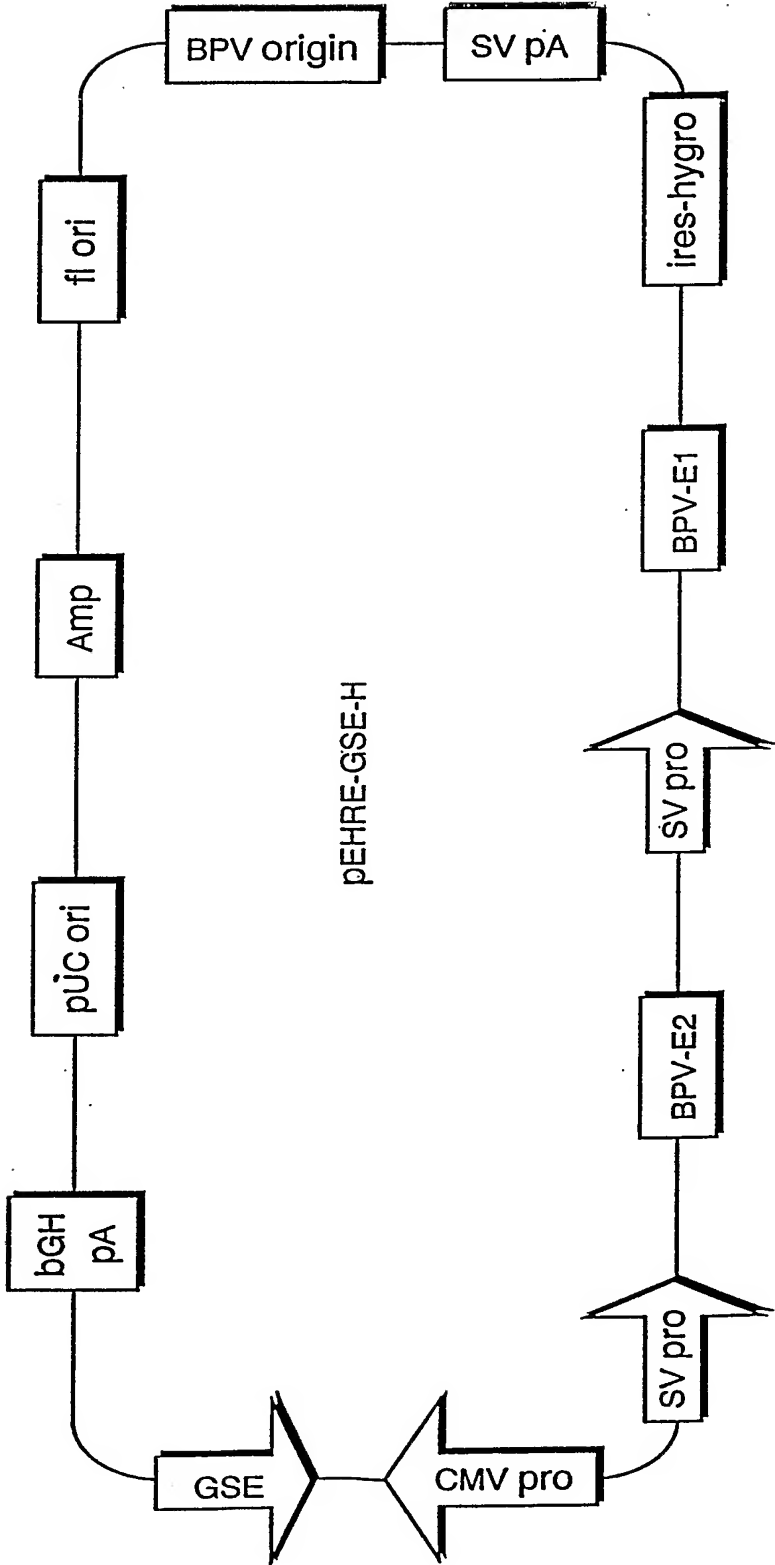 BPV origin
SV pA
fl ori
ires-hygro
Amp
BPV-E1
pEHRE-GSE-H
SV pro
pUC ori
BPV-E2
bGH
pA
SV pro
GSE
CMV pro